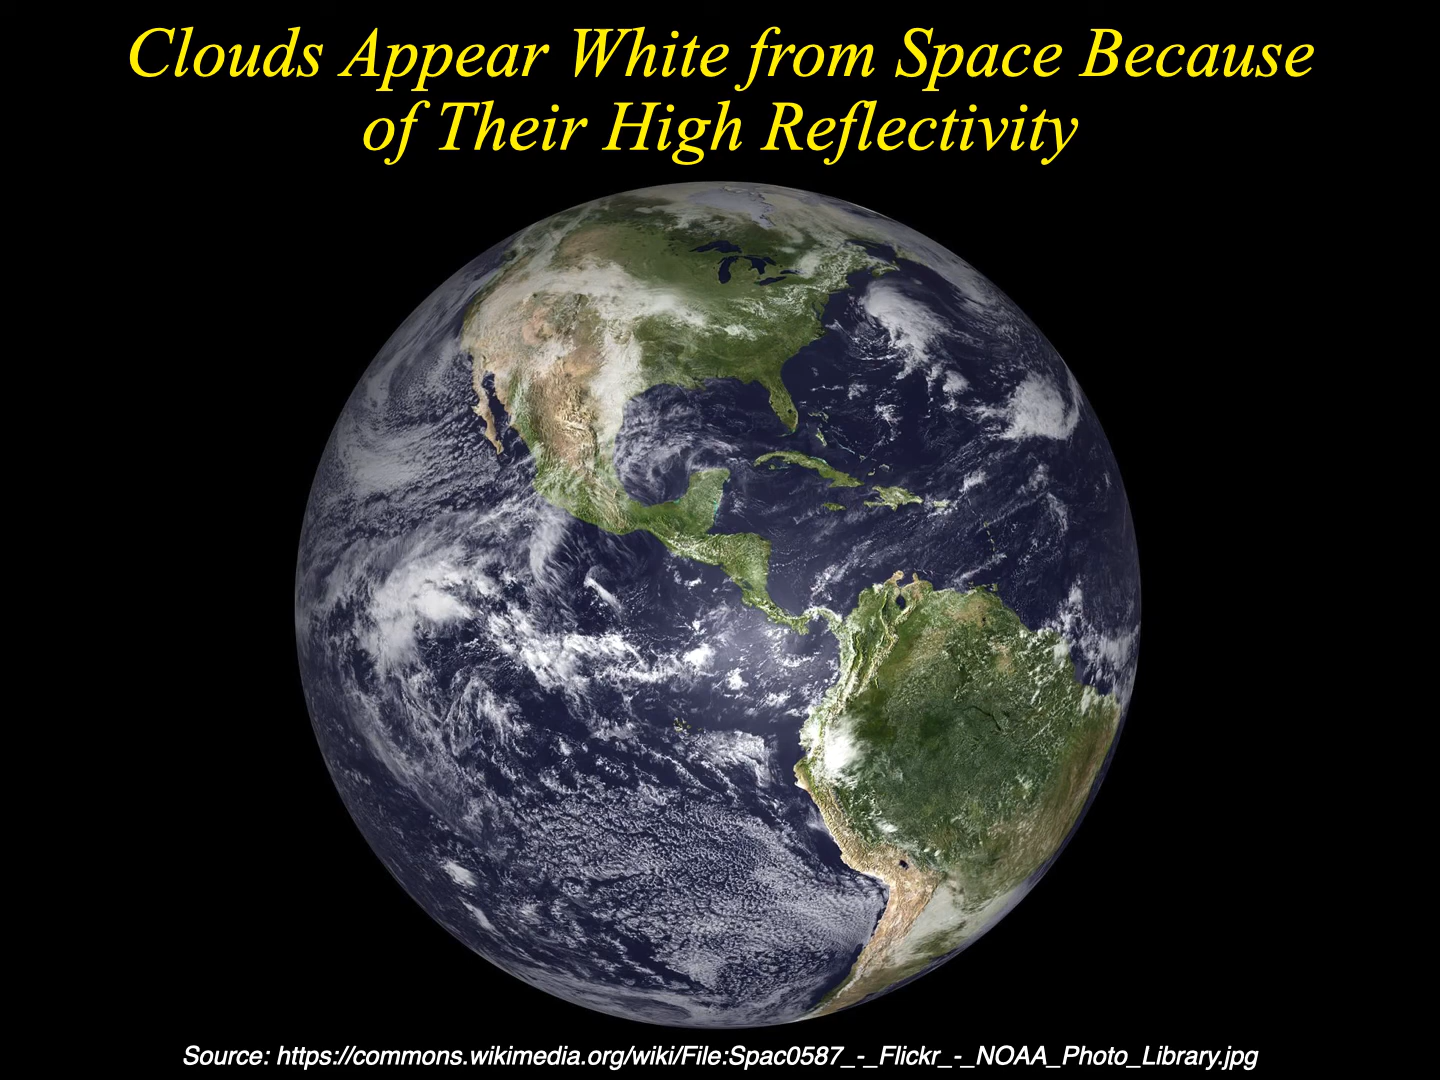 Clouds Appear White from Space Because
of Their High Reflectivity
Source: https://commons.wikimedia.org/wiki/File:Spac0587_-_Flickr_-_NOAA_Photo_Library.jpg